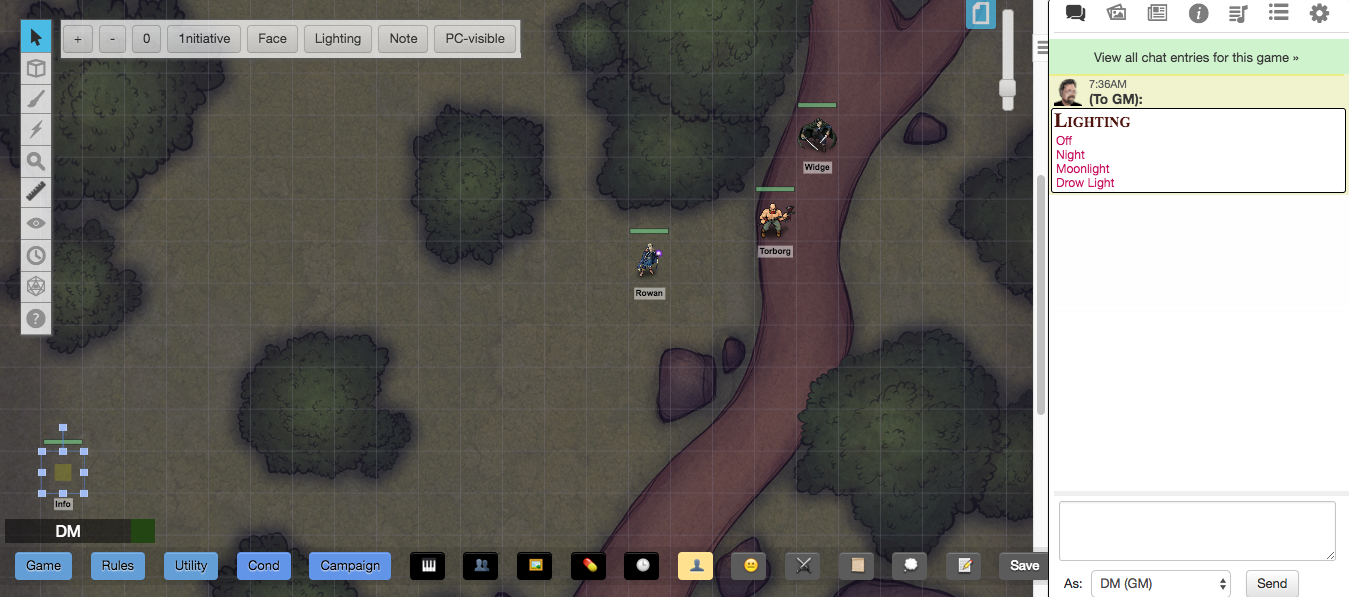 + - 0 1nitiative Face Lighting Note PC-visible
View all chat entries for this game »
7:36AM
(To GM):
Lighting
Off
Night
Moonlight
Drow Light
Widge
Torborg
Rowan
Info
DM
Game Rules Utility Cond Campaign Save
As: DM (GM) Send